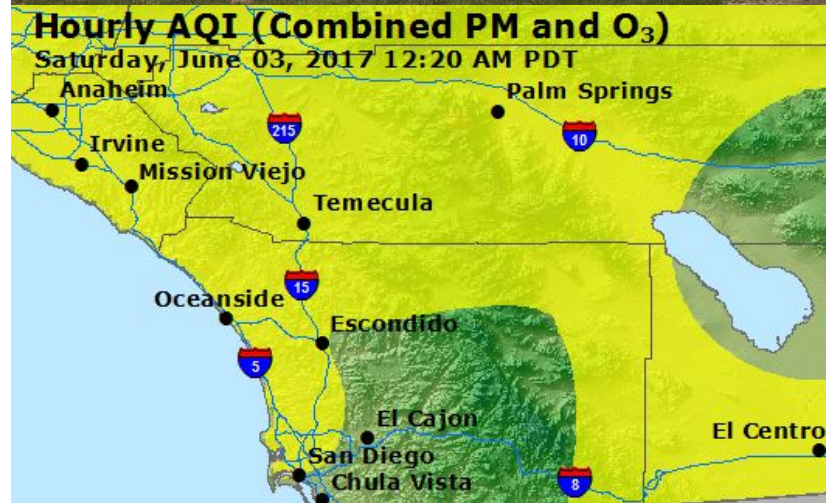 Hourly AQI (Combined PM and O₃)
Saturday, June 03, 2017 12:20 AM PDT
Anaheim
Palm Springs
215
10
Irvine
Mission Viejo
Temecula
15
Oceanside
Escondido
5
El Cajon
El Centro
San Diego
8
Chula Vista